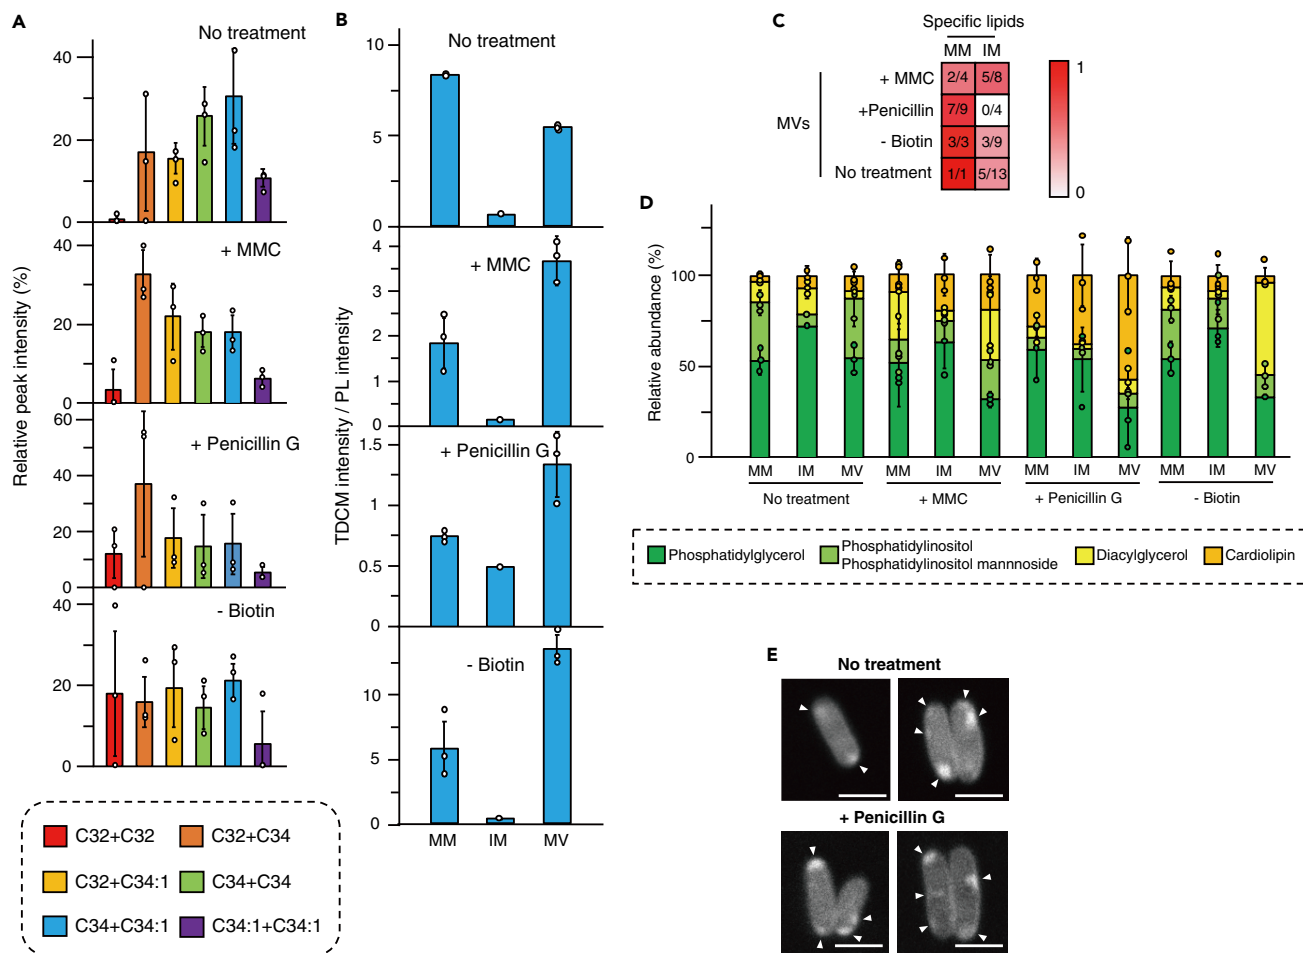 A
No treatment
40
20
0
+ MMC
40
20
0
+ Penicillin G
60
40
20
0
- Biotin
40
20
0
Relative peak intensity (%)
C32+C32
C32+C34
C32+C34:1
C34+C34
C34+C34:1
C34:1+C34:1
B
No treatment
10
5
0
+ MMC
4
3
2
1
0
+ Penicillin G
1.5
1
0.5
0
- Biotin
10
5
0
TDCM intensity / PL intensity
MM
IM
MV
C
Specific lipids
MM
IM
MVs
+ MMC
2/4
5/8
+Penicillin
7/9
0/4
- Biotin
3/3
3/9
No treatment
1/1
5/13
1
0
D
Relative abundance (%)
100
50
0
MM
IM
MV
MM
IM
MV
MM
IM
MV
MM
IM
MV
No treatment
+ MMC
+ Penicillin G
- Biotin
Phosphatidylglycerol
Phosphatidylinositol
Phosphatidylinositol mannnoside
Diacylglycerol
Cardiolipin
E
No treatment
+ Penicillin G